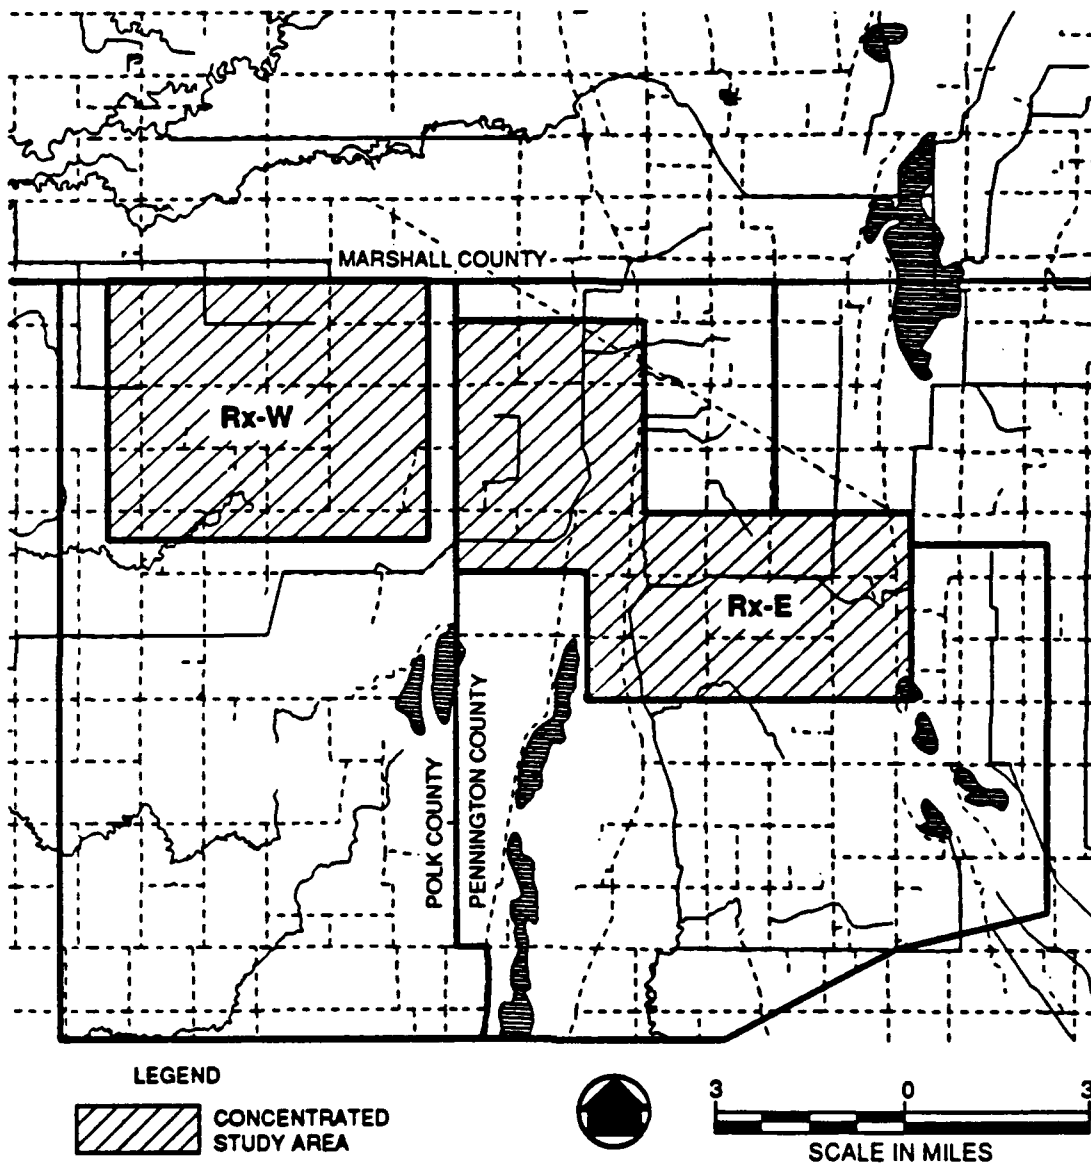 MARSHALL COUNTY
Rx-W
Rx-E
POLK COUNTY
PENNINGTON COUNTY
LEGEND
CONCENTRATED
STUDY AREA
3 0 3
SCALE IN MILES